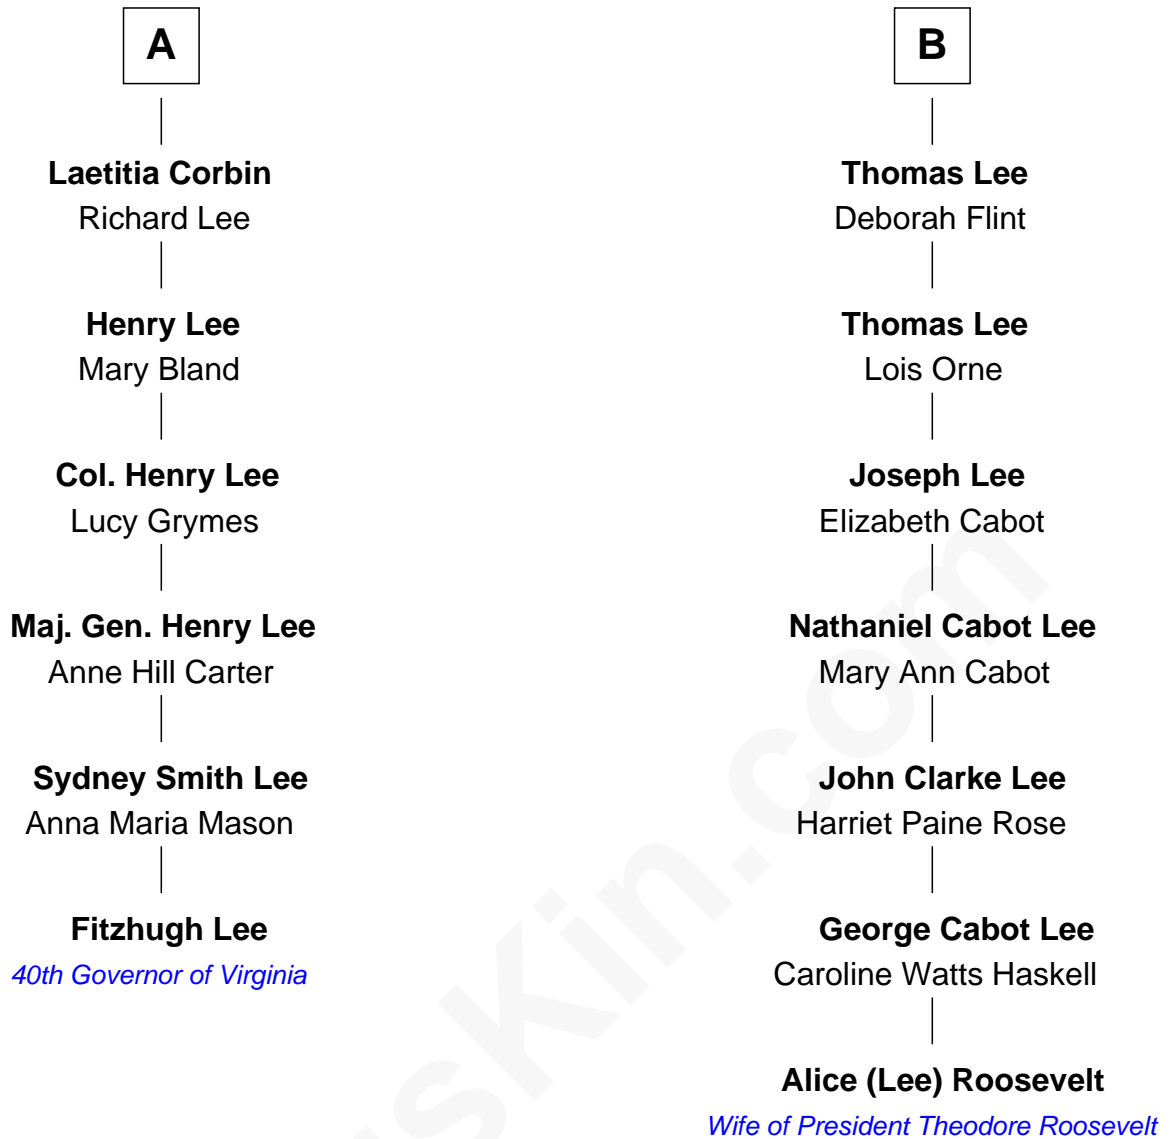 A
Laetitia Corbin
Richard Lee
Henry Lee
Mary Bland
Col. Henry Lee
Lucy Grymes
Maj. Gen. Henry Lee
Anne Hill Carter
Sydney Smith Lee
Anna Maria Mason
Fitzhugh Lee
40th Governor of Virginia
B
Thomas Lee
Deborah Flint
Thomas Lee
Lois Orne
Joseph Lee
Elizabeth Cabot
Nathaniel Cabot Lee
Mary Ann Cabot
John Clarke Lee
Harriet Paine Rose
George Cabot Lee
Caroline Watts Haskell
Alice (Lee) Roosevelt
Wife of President Theodore Roosevelt